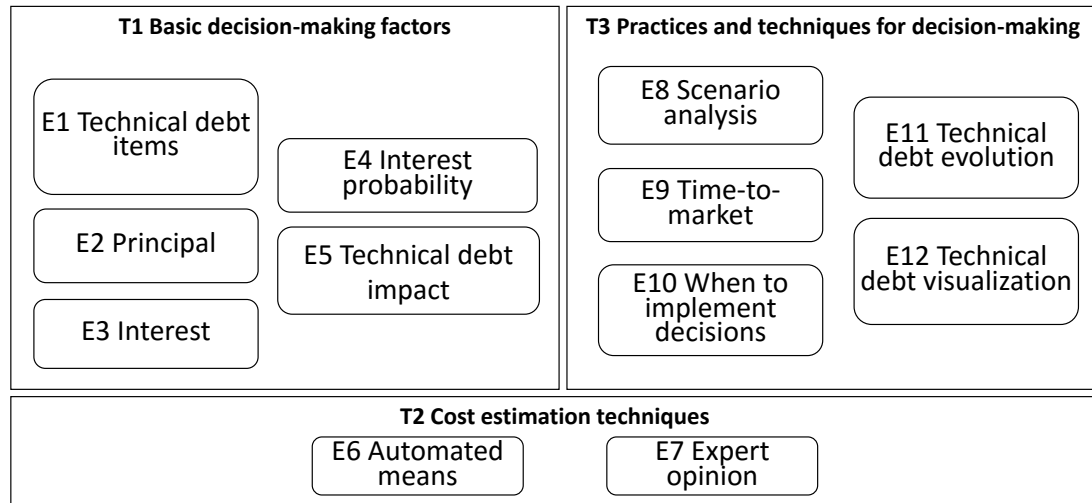 T1 Basic decision-making factors
E1 Technical debt
items
E2 Principal
E3 Interest
E4 Interest
probability
E5 Technical debt
impact
T3 Practices and techniques for decision-making
E8 Scenario
analysis
E9 Time-to-
market
E10 When to
implement
decisions
E11 Technical
debt evolution
E12 Technical
debt visualization
T2 Cost estimation techniques
E6 Automated
means
E7 Expert
opinion